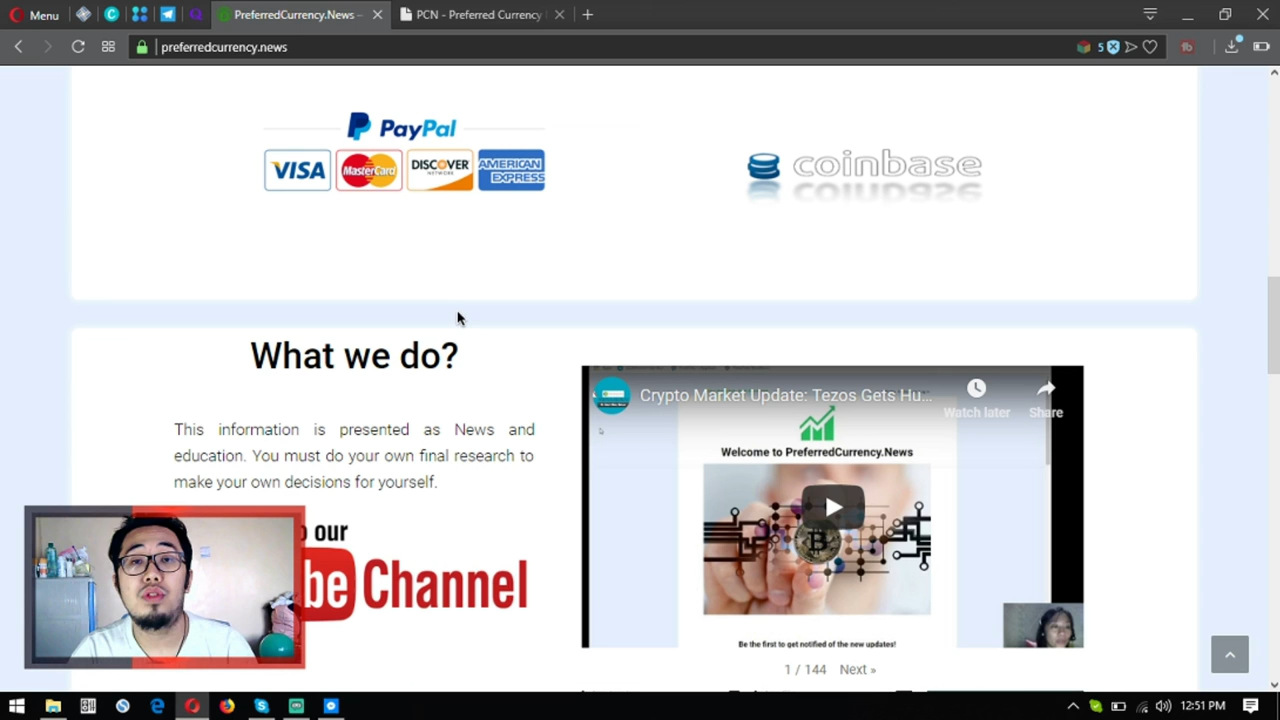 Menu
PreferredCurrency.News –
PCN - Preferred Currency
preferredcurrency.news
5
PayPal
VISA
MasterCard
DISCOVER
NETWORK
AMERICAN
EXPRESS
coinbase
What we do?
This information is presented as News and
education. You must do your own final research to
make your own decisions for yourself.
o our
be Channel
Crypto Market Update: Tezos Gets Hu...
Watch later
Share
Welcome to PreferredCurrency.News
Be the first to get notified of the new updates!
1 / 144
Next »
12:51 PM